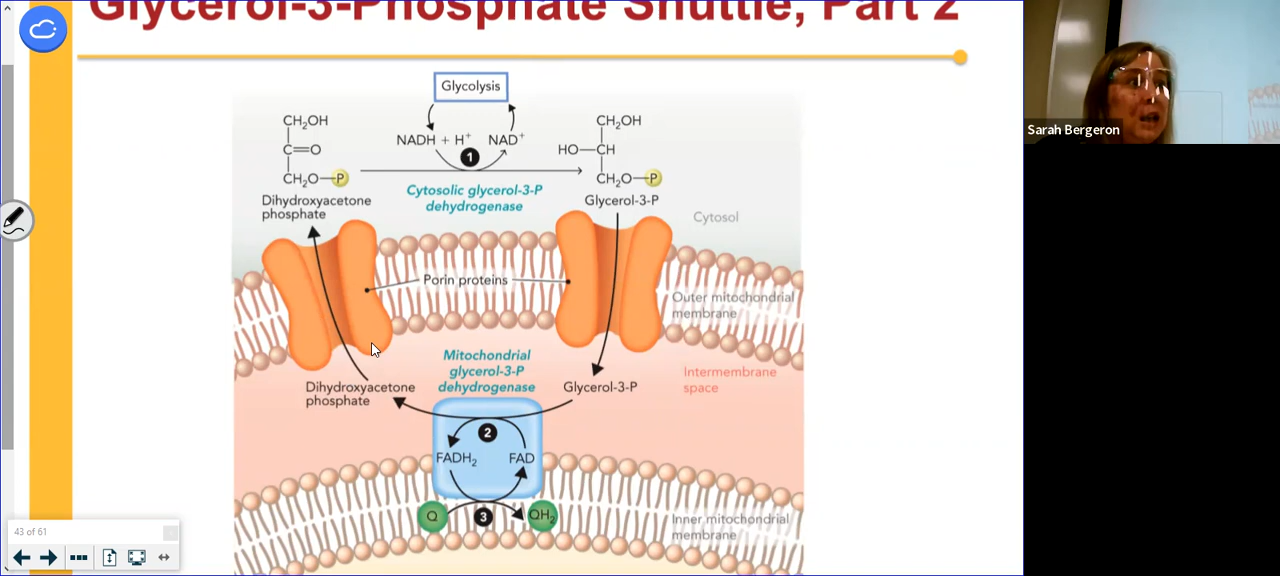 Glycerol-3-Phosphate Shuttle, Part 2
Glycolysis
CH₂OH
C=O
CH₂O—P
Dihydroxyacetone
phosphate
NADH + H⁺ NAD⁺
1
Cytosolic glycerol-3-P
dehydrogenase
CH₂OH
HO—CH
CH₂O—P
Glycerol-3-P
Cytosol
Porin proteins
Outer mitochondrial
membrane
Mitochondrial
glycerol-3-P
dehydrogenase
Intermembrane
space
Dihydroxyacetone
phosphate
Glycerol-3-P
2
FADH₂ FAD
Q 3 QH₂
Inner mitochondrial
membrane
43 of 61
Sarah Bergeron